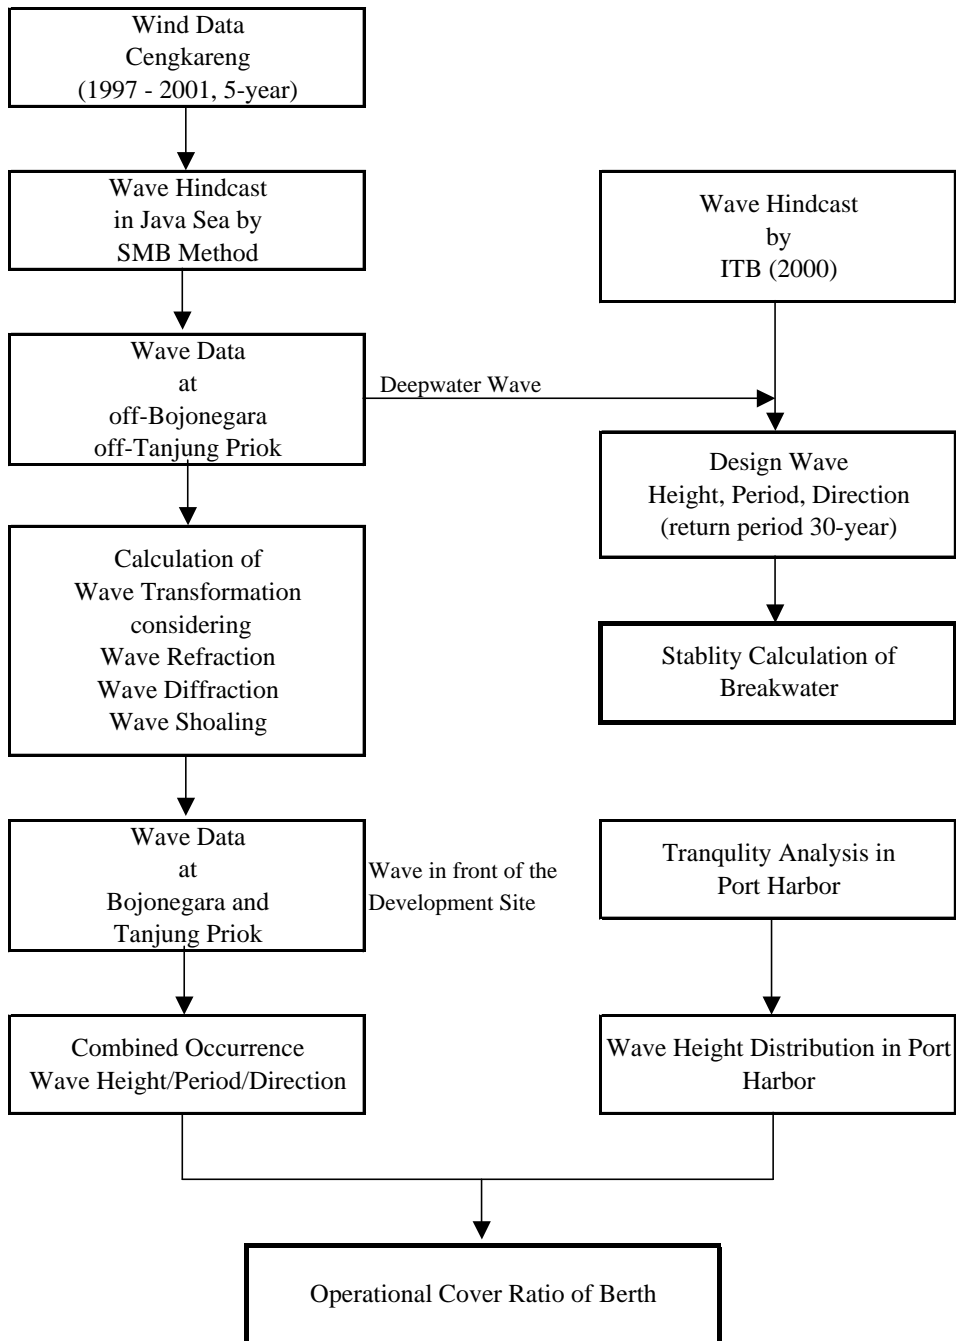 Wind Data
Cengkareng
(1997 - 2001, 5-year)
Wave Hindcast
in Java Sea by
SMB Method
Wave Hindcast
by
ITB (2000)
Wave Data
at
off-Bojonegara
off-Tanjung Priok
Deepwater Wave
Design Wave
Height, Period, Direction
(return period 30-year)
Calculation of
Wave Transformation
considering
Wave Refraction
Wave Diffraction
Wave Shoaling
Stablity Calculation of
Breakwater
Wave Data
at
Bojonegara and
Tanjung Priok
Wave in front of the
Development Site
Tranqulity Analysis in
Port Harbor
Combined Occurrence
Wave Height/Period/Direction
Wave Height Distribution in Port
Harbor
Operational Cover Ratio of Berth